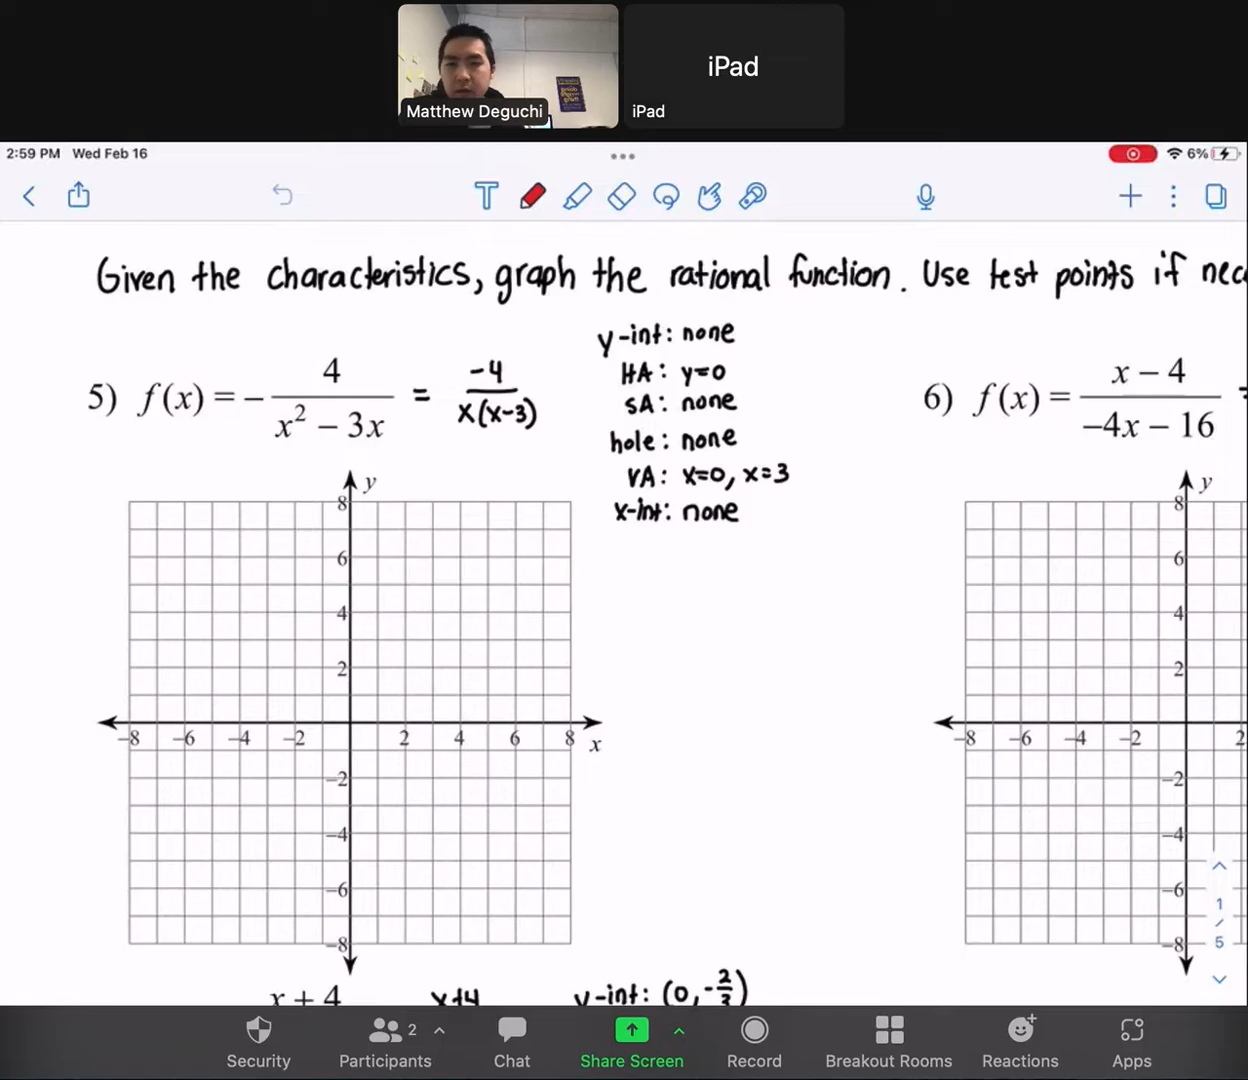 iPad
Matthew Deguchi
iPad
2:59 PM Wed Feb 16
6%
T
Given the characteristics, graph the rational function. Use test points if nec
5) f(x) = - 4 / (x² - 3x) = -4 / x(x-3)
y-int: none
HA: y=0
SA: none
hole: none
VA: x=0, x=3
x-int: none
6) f(x) = (x - 4) / (-4x - 16) =
y
8
6
4
2
-8 -6 -4 -2 2 4 6 8 x
-2
-4
-6
-8
y
8
6
4
2
-8 -6 -4 -2 2
-2
-4
-6
-8
1
/
5
x + 4 x+4 y-int: (0, -2/3)
2
Security Participants Chat Share Screen Record Breakout Rooms Reactions Apps